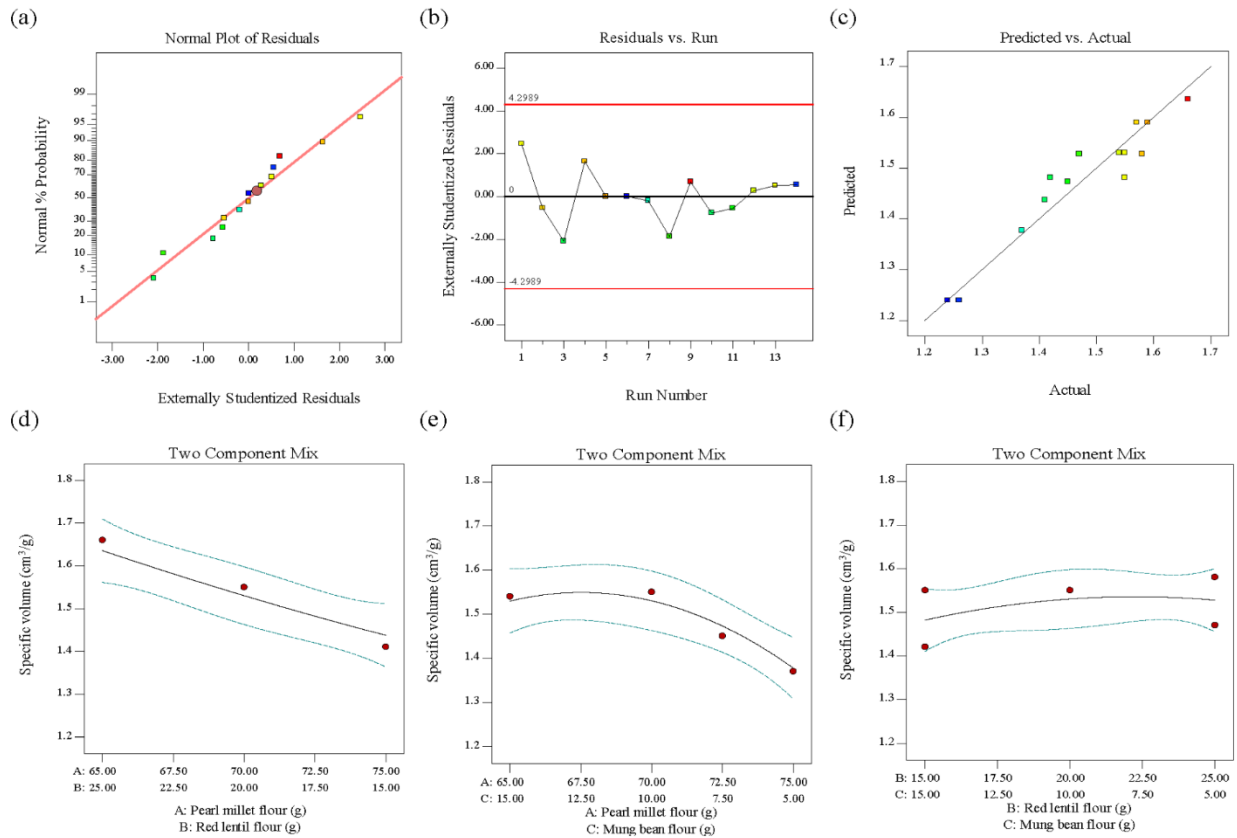 (a)
Normal Plot of Residuals
Normal % Probability
99
95
90
80
70
50
30
20
10
5
1
-3.00 -2.00 -1.00 0.00 1.00 2.00 3.00
Externally Studentized Residuals
(b)
Residuals vs. Run
Externally Studentized Residuals
6.00
4.00
2.00
0.00
-2.00
-4.00
-6.00
4.2989
0
-4.2989
1 3 5 7 9 11 13
Run Number
(c)
Predicted vs. Actual
Predicted
1.7
1.6
1.5
1.4
1.3
1.2
1.2 1.3 1.4 1.5 1.6 1.7
Actual
(d)
Two Component Mix
Specific volume (cm³/g)
1.8
1.7
1.6
1.5
1.4
1.3
1.2
A: 65.00 67.50 70.00 72.50 75.00
B: 25.00 22.50 20.00 17.50 15.00
A: Pearl millet flour (g)
B: Red lentil flour (g)
(e)
Two Component Mix
Specific volume (cm³/g)
1.8
1.7
1.6
1.5
1.4
1.3
1.2
A: 65.00 67.50 70.00 72.50 75.00
C: 15.00 12.50 10.00 7.50 5.00
A: Pearl millet flour (g)
C: Mung bean flour (g)
(f)
Two Component Mix
Specific volume (cm³/g)
1.8
1.7
1.6
1.5
1.4
1.3
1.2
B: 15.00 17.50 20.00 22.50 25.00
C: 15.00 12.50 10.00 7.50 5.00
B: Red lentil flour (g)
C: Mung bean flour (g)